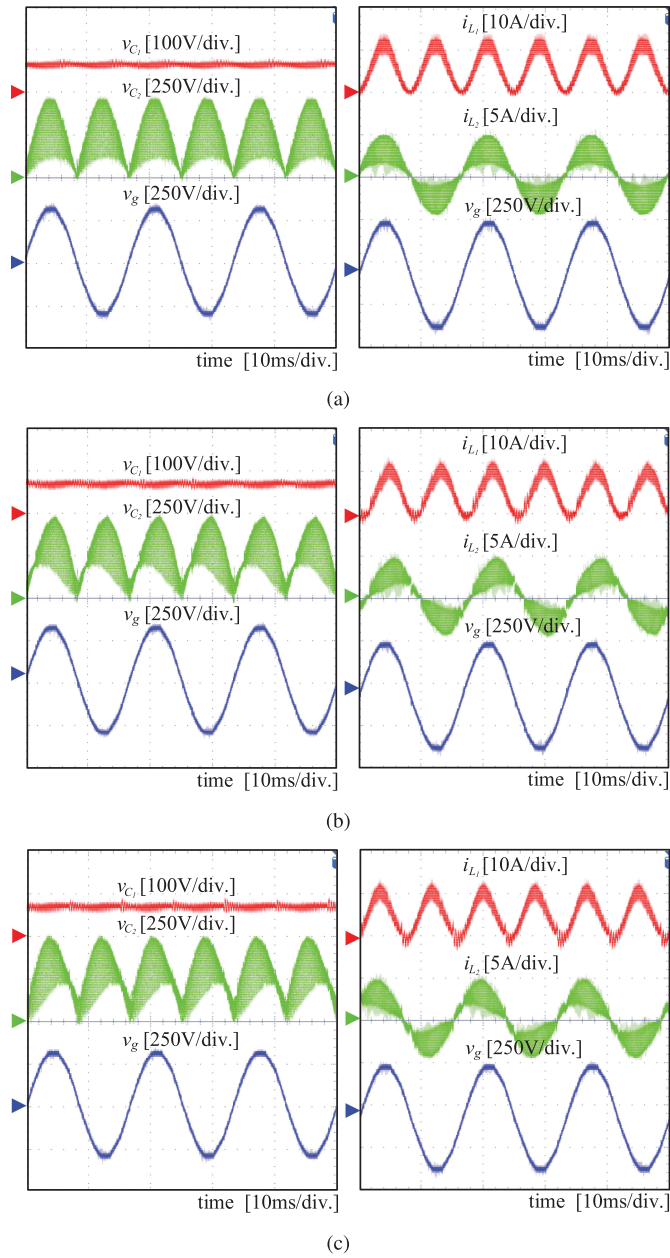 v_{C_1} [100V/div.]
v_{C_2} [250V/div.]
v_g [250V/div.]
time [10ms/div.]
i_{L_1} [10A/div.]
i_{L_2} [5A/div.]
v_g [250V/div.]
time [10ms/div.]
(a)
v_{C_1} [100V/div.]
v_{C_2} [250V/div.]
v_g [250V/div.]
time [10ms/div.]
i_{L_1} [10A/div.]
i_{L_2} [5A/div.]
v_g [250V/div.]
time [10ms/div.]
(b)
v_{C_1} [100V/div.]
v_{C_2} [250V/div.]
v_g [250V/div.]
time [10ms/div.]
i_{L_1} [10A/div.]
i_{L_2} [5A/div.]
v_g [250V/div.]
time [10ms/div.]
(c)